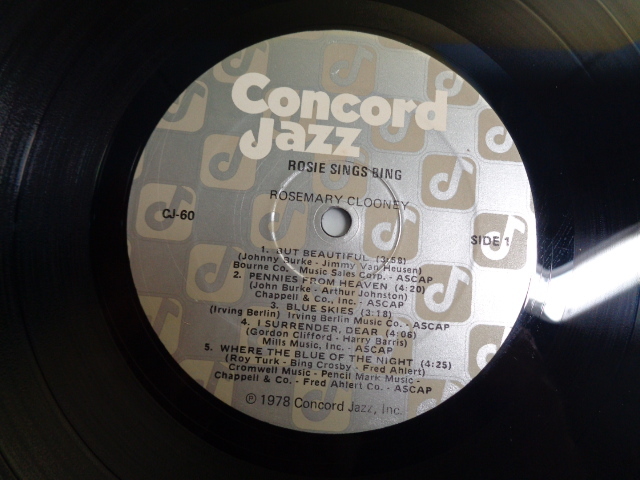 Concord
Jazz
ROSIE SINGS BING
ROSEMARY CLOONEY
CJ-60
SIDE 1
1. BUT BEAUTIFUL (3:58)
(Johnny Burke - Jimmy Van Heusen)
Bourne Co. - Music Sales Corp. - ASCAP
2. PENNIES FROM HEAVEN (4:20)
(John Burke - Arthur Johnston)
Chappell & Co., Inc. - ASCAP
3. BLUE SKIES (3:18)
(Irving Berlin) Irving Berlin Music Co. - ASCAP
4. I SURRENDER, DEAR (4:06)
(Gordon Clifford - Harry Barris)
Mills Music, Inc. - ASCAP
5. WHERE THE BLUE OF THE NIGHT (4:25)
(Roy Turk - Bing Crosby - Fred Ahlert)
Cromwell Music - Pencil Mark Music -
Chappell & Co. - Fred Ahlert Co. - ASCAP
℗ 1978 Concord Jazz, Inc.